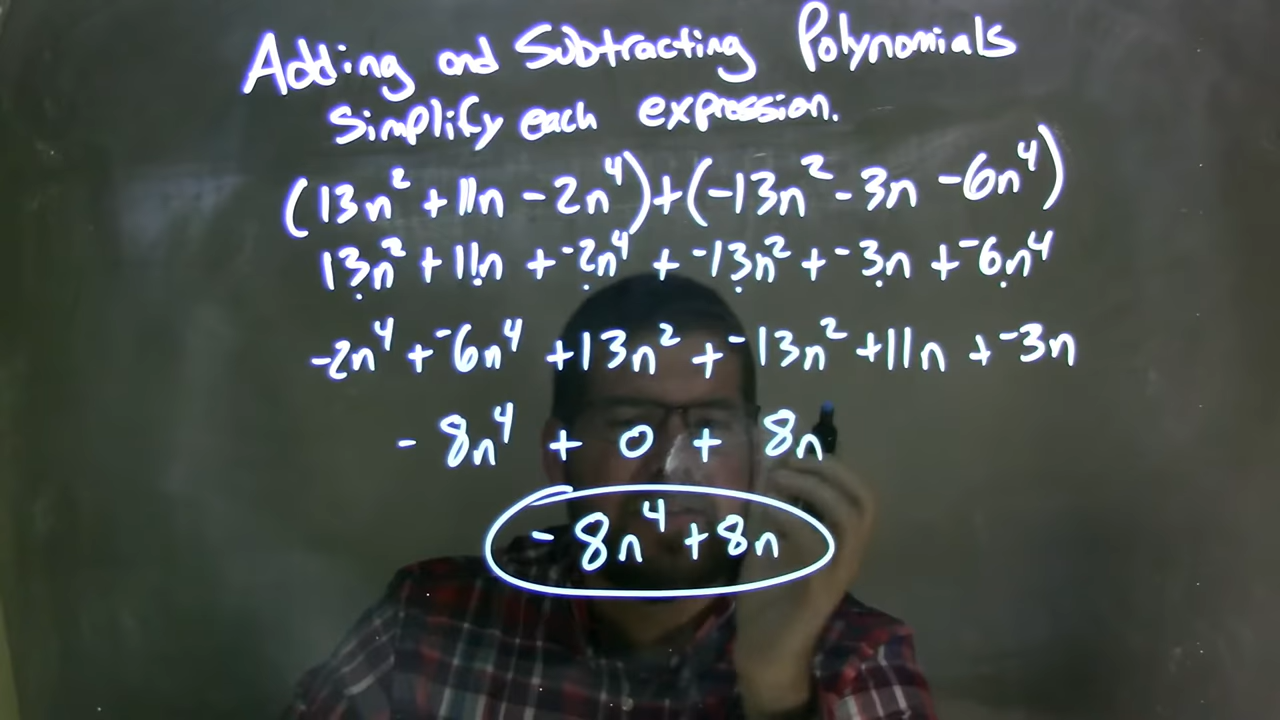 Adding and Subtracting Polynomials
Simplify each expression.
(13n² + 11n - 2n⁴) + (-13n² - 3n - 6n⁴)
13n² + 11n + ⁻2n⁴ + ⁻13n² + ⁻3n + ⁻6n⁴
-2n⁴ + ⁻6n⁴ + 13n² + ⁻13n² + 11n + ⁻3n
- 8n⁴ + 0 + 8n
- 8n⁴ + 8n